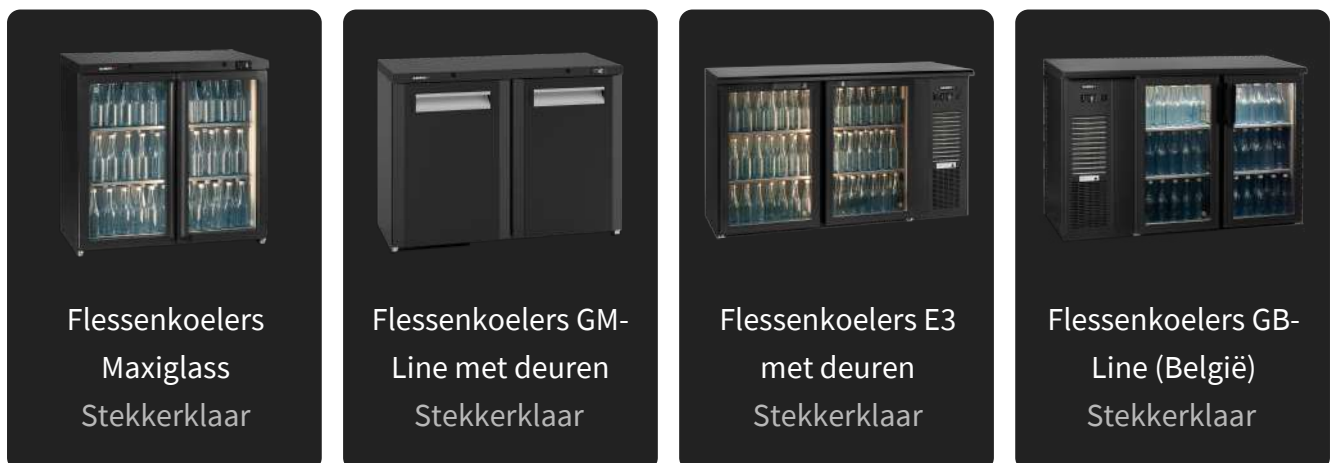 Flessenkoelers
Maxiglass
Stekkerklaar
Flessenkoelers GM-
Line met deuren
Stekkerklaar
Flessenkoelers E3
met deuren
Stekkerklaar
Flessenkoelers GB-
Line (België)
Stekkerklaar